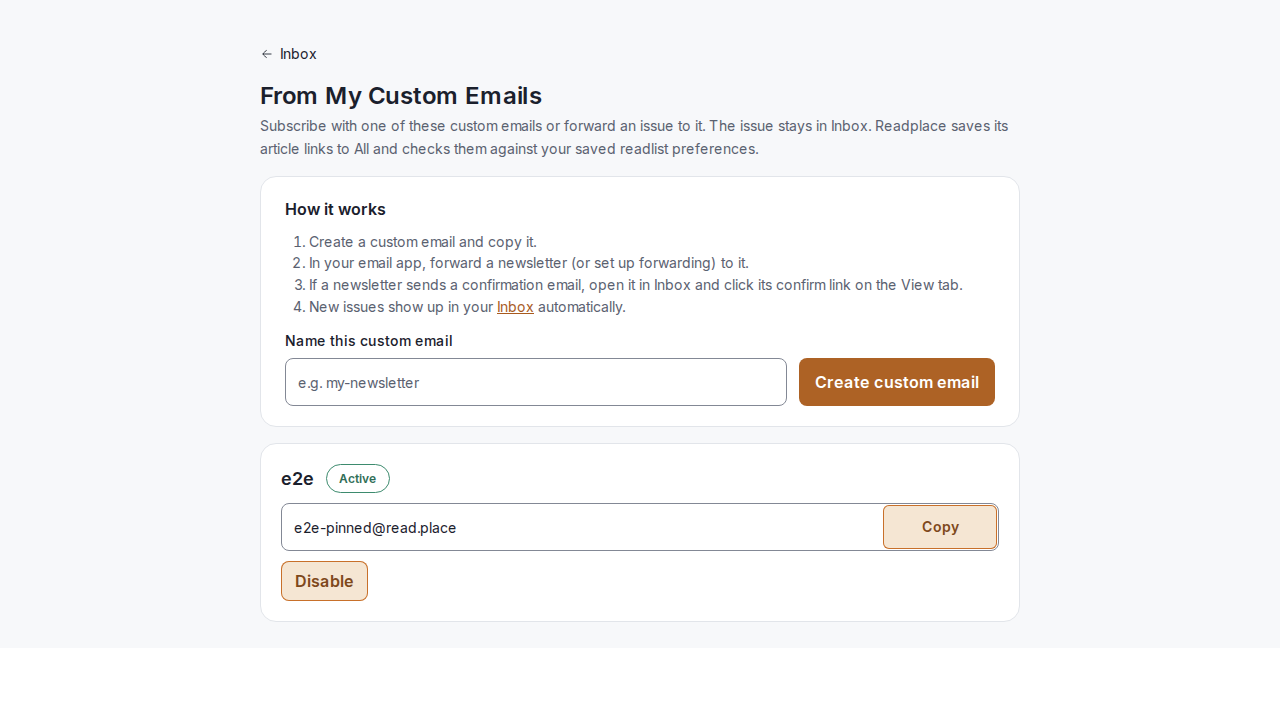 ← Inbox
From My Custom Emails
Subscribe with one of these custom emails or forward an issue to it. The issue stays in Inbox. Readplace saves its
article links to All and checks them against your saved readlist preferences.
How it works
1. Create a custom email and copy it.
2. In your email app, forward a newsletter (or set up forwarding) to it.
3. If a newsletter sends a confirmation email, open it in Inbox and click its confirm link on the View tab.
4. New issues show up in your Inbox automatically.
Name this custom email
e.g. my-newsletter
Create custom email
e2e
Active
e2e-pinned@read.place
Copy
Disable